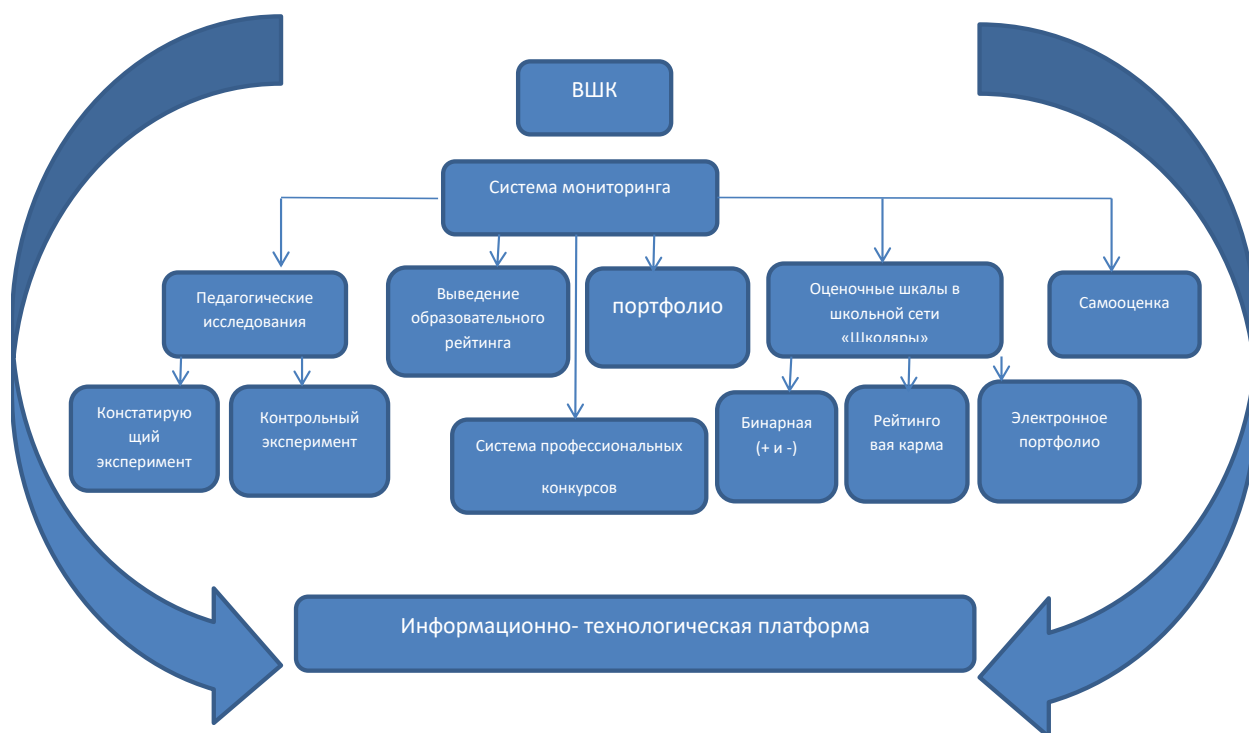 ВШК
Система мониторинга
Педагогические
исследования
Выведение
образовательного
рейтинга
портфолио
Оценочные шкалы в
школьной сети
«Школяры»
Самооценка
Констатирую
щий
эксперимент
Контрольный
эксперимент
Система профессиональных
конкурсов
Бинарная
(+ и -)
Рейтинго
вая карма
Электронное
портфолио
Информационно- технологическая платформа